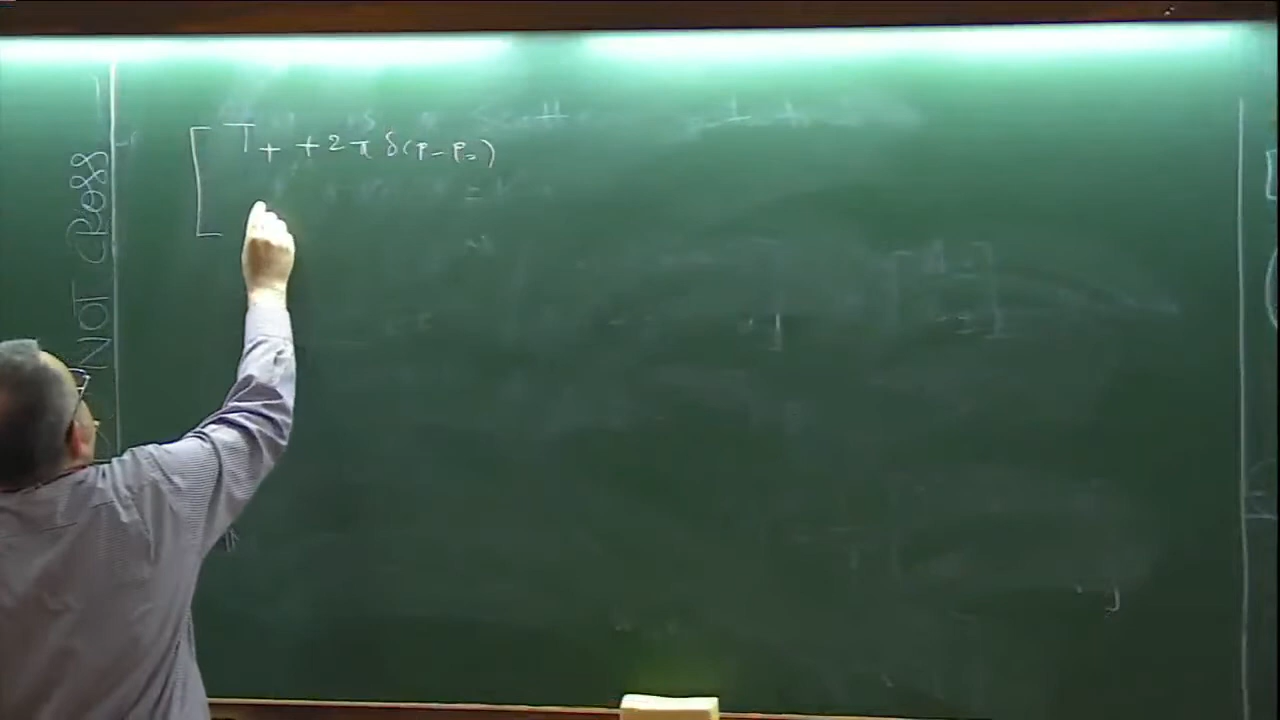 [ T₊ + 2π δ(p - p₀)
NOT CROSS